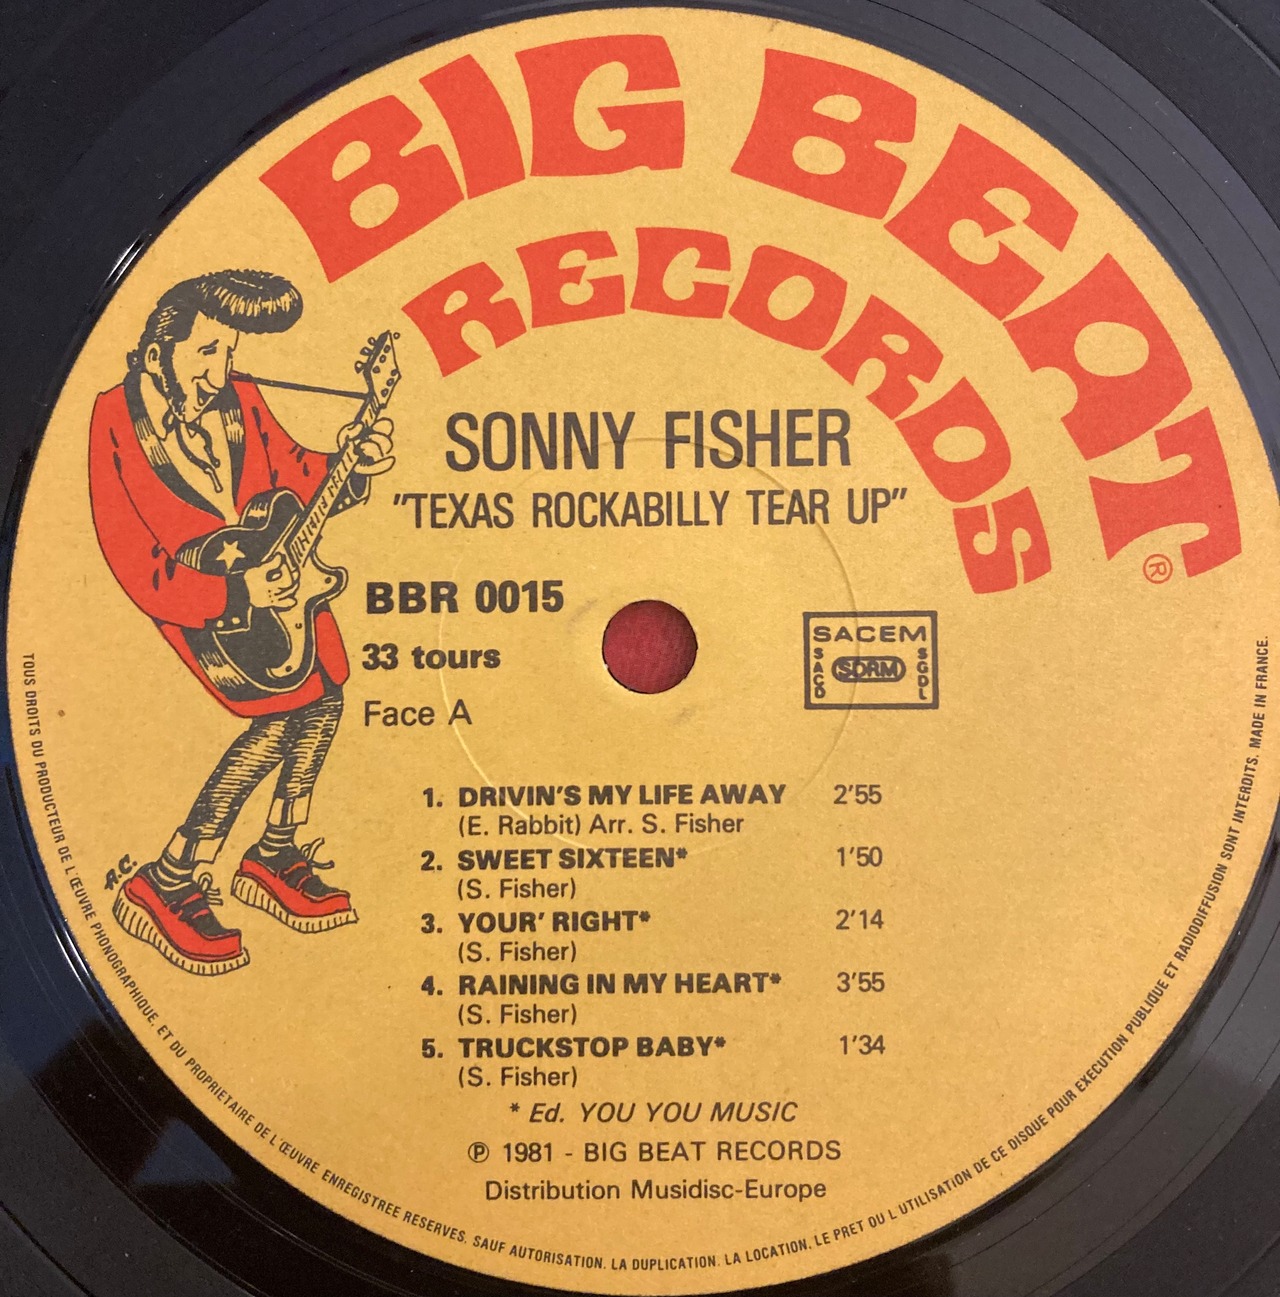 BIG BEAT
®
RECORDS
SONNY FISHER
"TEXAS ROCKABILLY TEAR UP"
BBR 0015
33 tours
Face A
SACEM
SACD SDRM SGDL
1. DRIVIN'S MY LIFE AWAY 2'55
(E. Rabbit) Arr. S. Fisher
2. SWEET SIXTEEN* 1'50
(S. Fisher)
3. YOUR' RIGHT* 2'14
(S. Fisher)
4. RAINING IN MY HEART* 3'55
(S. Fisher)
5. TRUCKSTOP BABY* 1'34
(S. Fisher)
* Ed. YOU YOU MUSIC
℗ 1981 - BIG BEAT RECORDS
Distribution Musidisc-Europe
A.C.
TOUS DROITS DU PRODUCTEUR DE L'ŒUVRE PHONOGRAPHIQUE. ET DU PROPRIETAIRE DE L'ŒUVRE ENREGISTREE RESERVES. SAUF AUTORISATION. LA DUPLICATION. LA LOCATION. LE PRET OU L'UTILISATION DE CE DISQUE POUR EXECUTION PUBLIQUE ET RADIODIFFUSION SONT INTERDITS. MADE IN FRANCE.